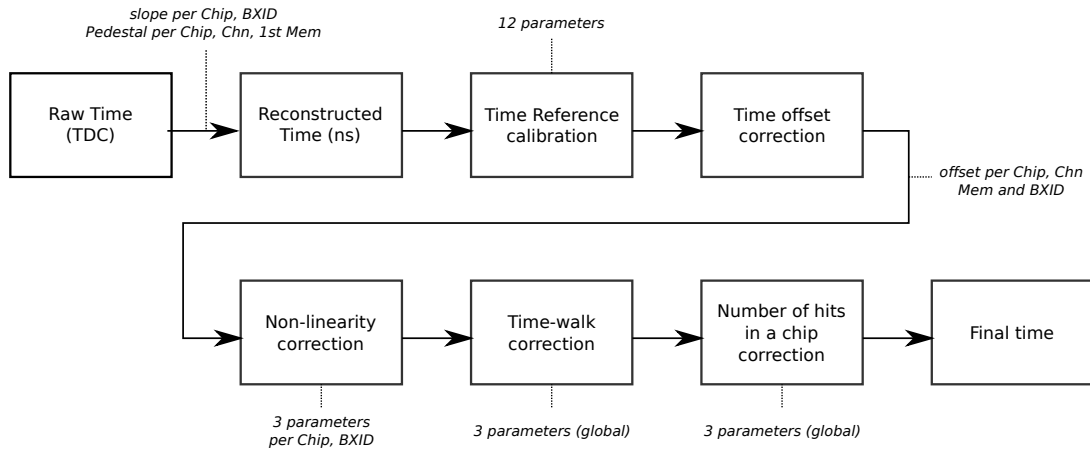 slope per Chip, BXID
Pedestal per Chip, Chn, 1st Mem
12 parameters
Raw Time
(TDC)
Reconstructed
Time (ns)
Time Reference
calibration
Time offset
correction
offset per Chip, Chn
Mem and BXID
Non-linearity
correction
Time-walk
correction
Number of hits
in a chip
correction
Final time
3 parameters
per Chip, BXID
3 parameters (global)
3 parameters (global)